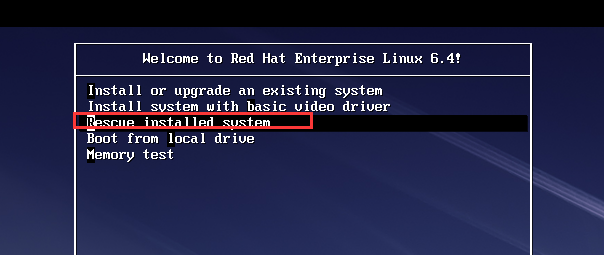 Welcome to Red Hat Enterprise Linux 6.4!
Install or upgrade an existing system
Install system with basic video driver
Rescue installed system
Boot from local drive
Memory test